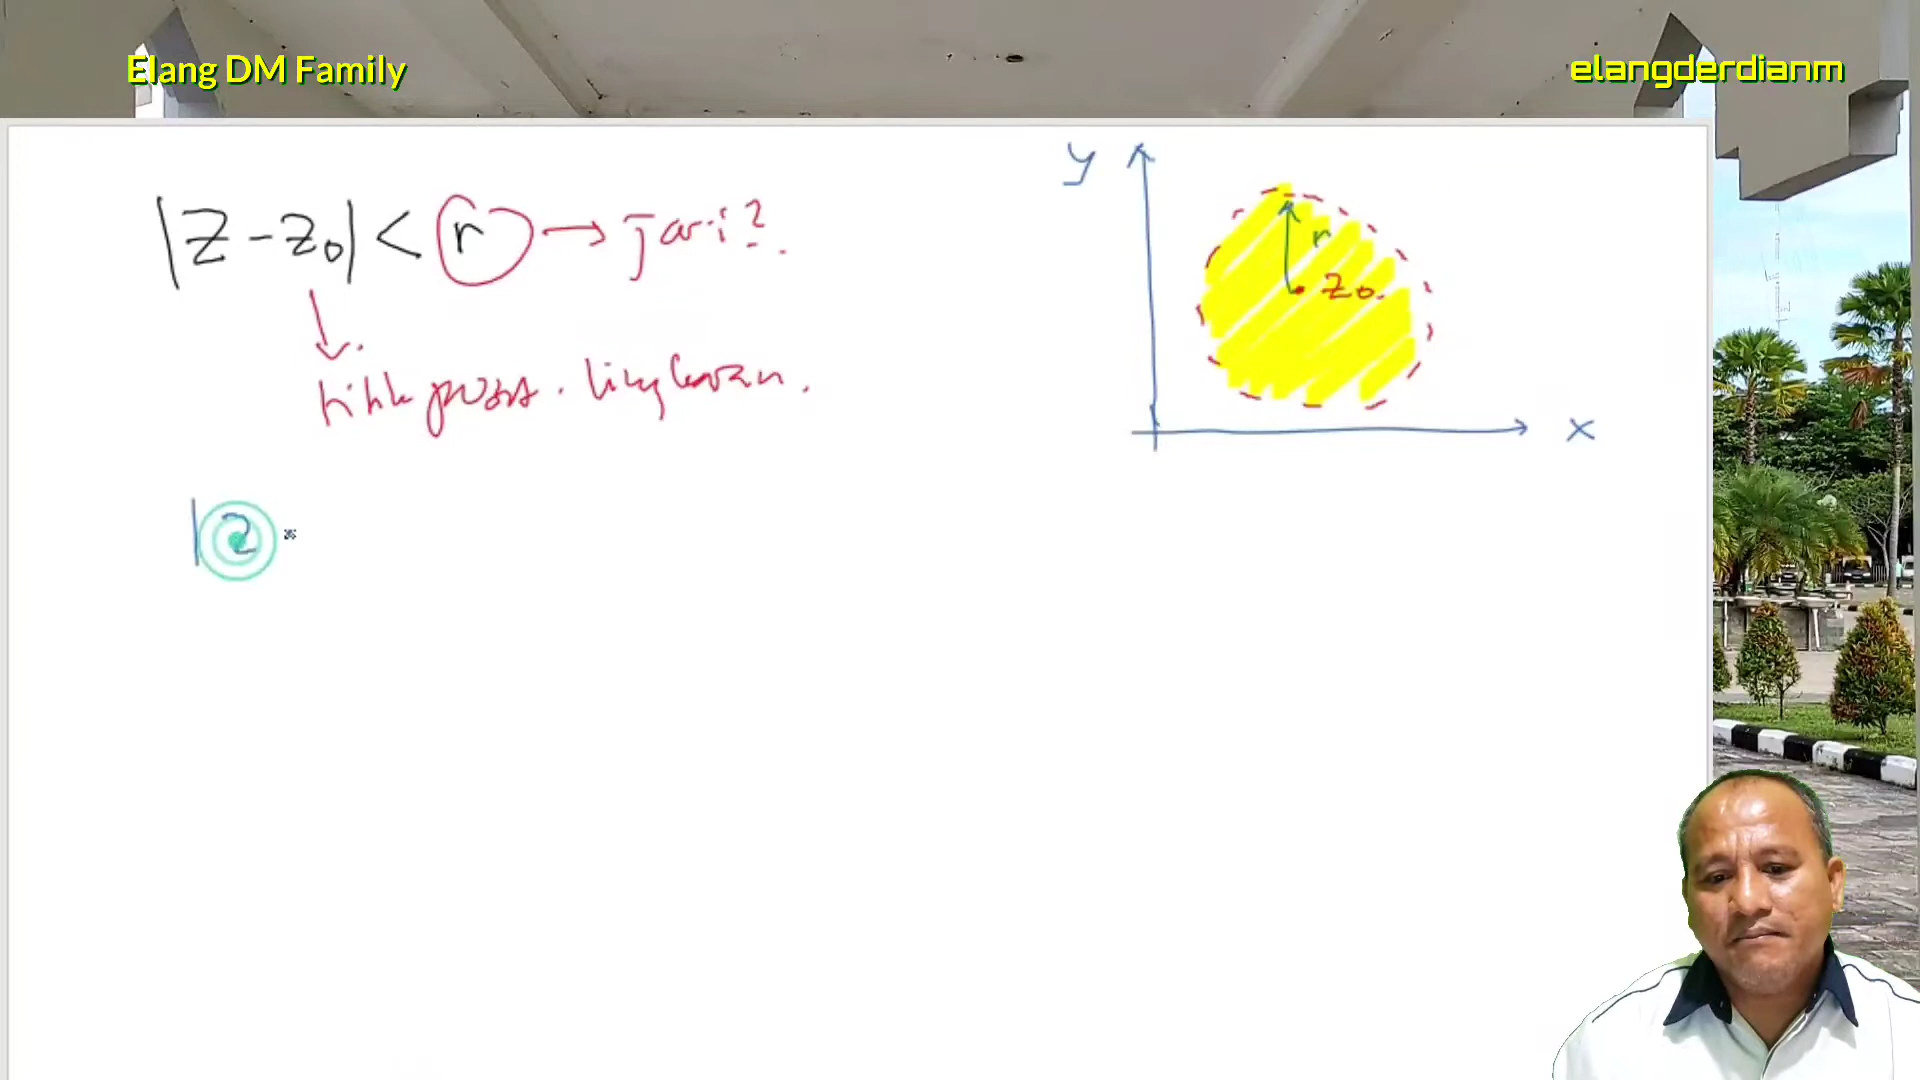 Elang DM Family
elangderdianm
|Z - Z₀| < r → jari².
titik pusat. lingkaran.
y
r
Z₀.
x
|Z